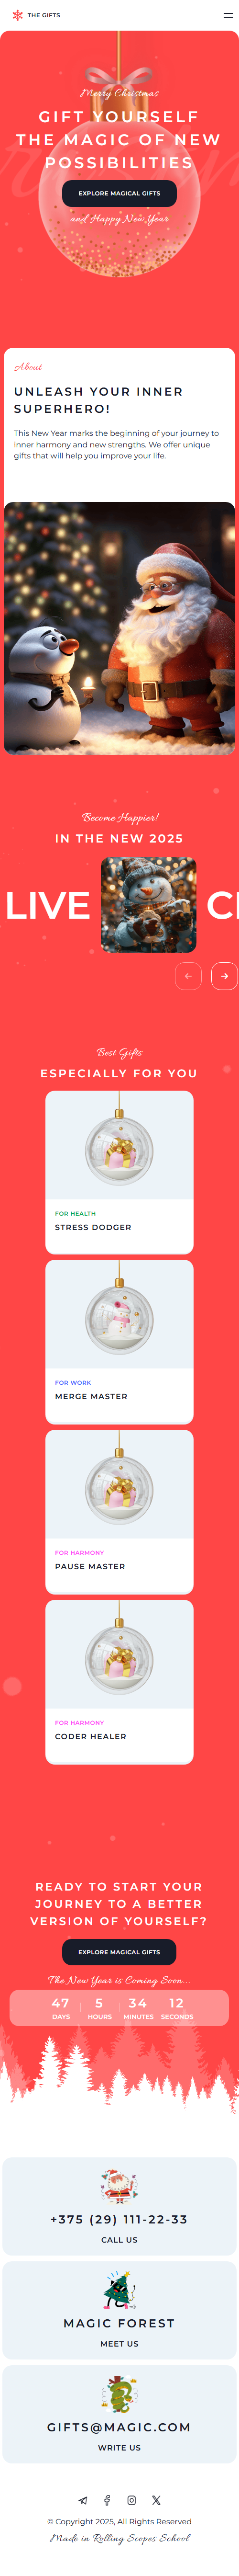 THE GIFTS
Merry Christmas
GIFT YOURSELF
THE MAGIC OF NEW
POSSIBILITIES
EXPLORE MAGICAL GIFTS
and Happy New Year
About
UNLEASH YOUR INNER
SUPERHERO!
This New Year marks the beginning of your journey to
inner harmony and new strengths. We offer unique
gifts that will help you improve your life.
Become Happier!
IN THE NEW 2025
LIVE
Best Gifts
ESPECIALLY FOR YOU
FOR HEALTH
STRESS DODGER
FOR WORK
MERGE MASTER
FOR HARMONY
PAUSE MASTER
FOR HARMONY
CODER HEALER
READY TO START YOUR
JOURNEY TO A BETTER
VERSION OF YOURSELF?
EXPLORE MAGICAL GIFTS
The New Year is Coming Soon...
47 5 34 12
DAYS HOURS MINUTES SECONDS
+375 (29) 111-22-33
CALL US
MAGIC FOREST
MEET US
GIFTS@MAGIC.COM
WRITE US
© Copyright 2025, All Rights Reserved
Made in Rolling Scopes School